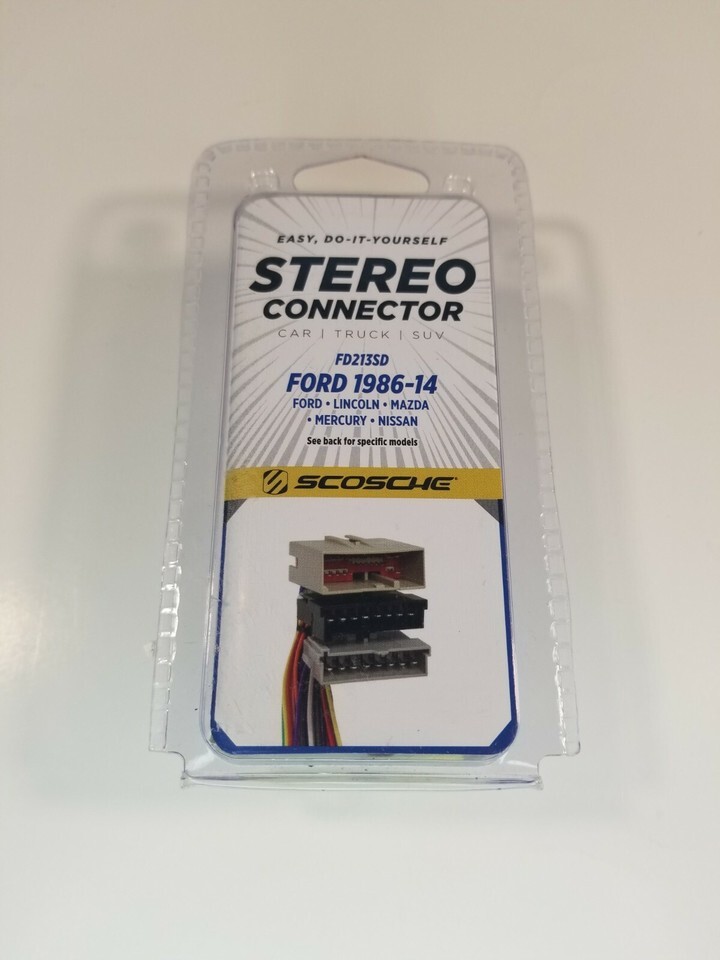 EASY, DO-IT-YOURSELF
STEREO
CONNECTOR
CAR | TRUCK | SUV
FD213SD
FORD 1986-14
FORD • LINCOLN • MAZDA
• MERCURY • NISSAN
See back for specific models
SCOSCHE